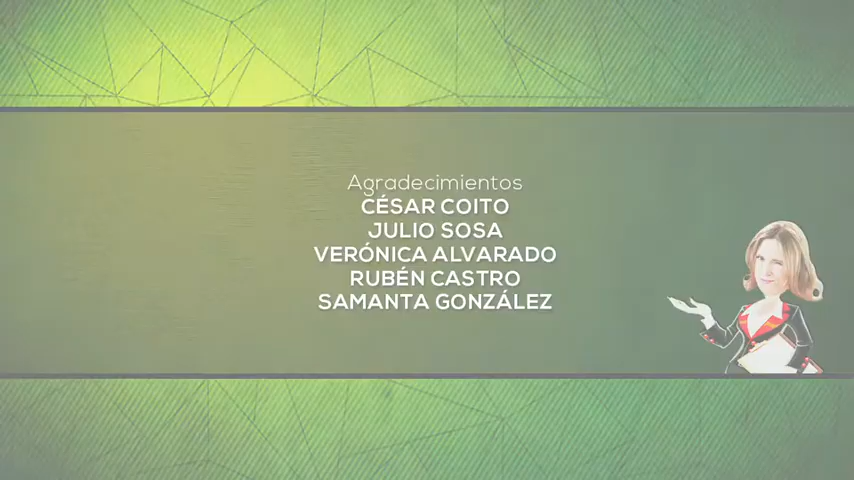 Agradecimientos
CÉSAR COITO
JULIO SOSA
VERÓNICA ALVARADO
RUBÉN CASTRO
SAMANTA GONZÁLEZ